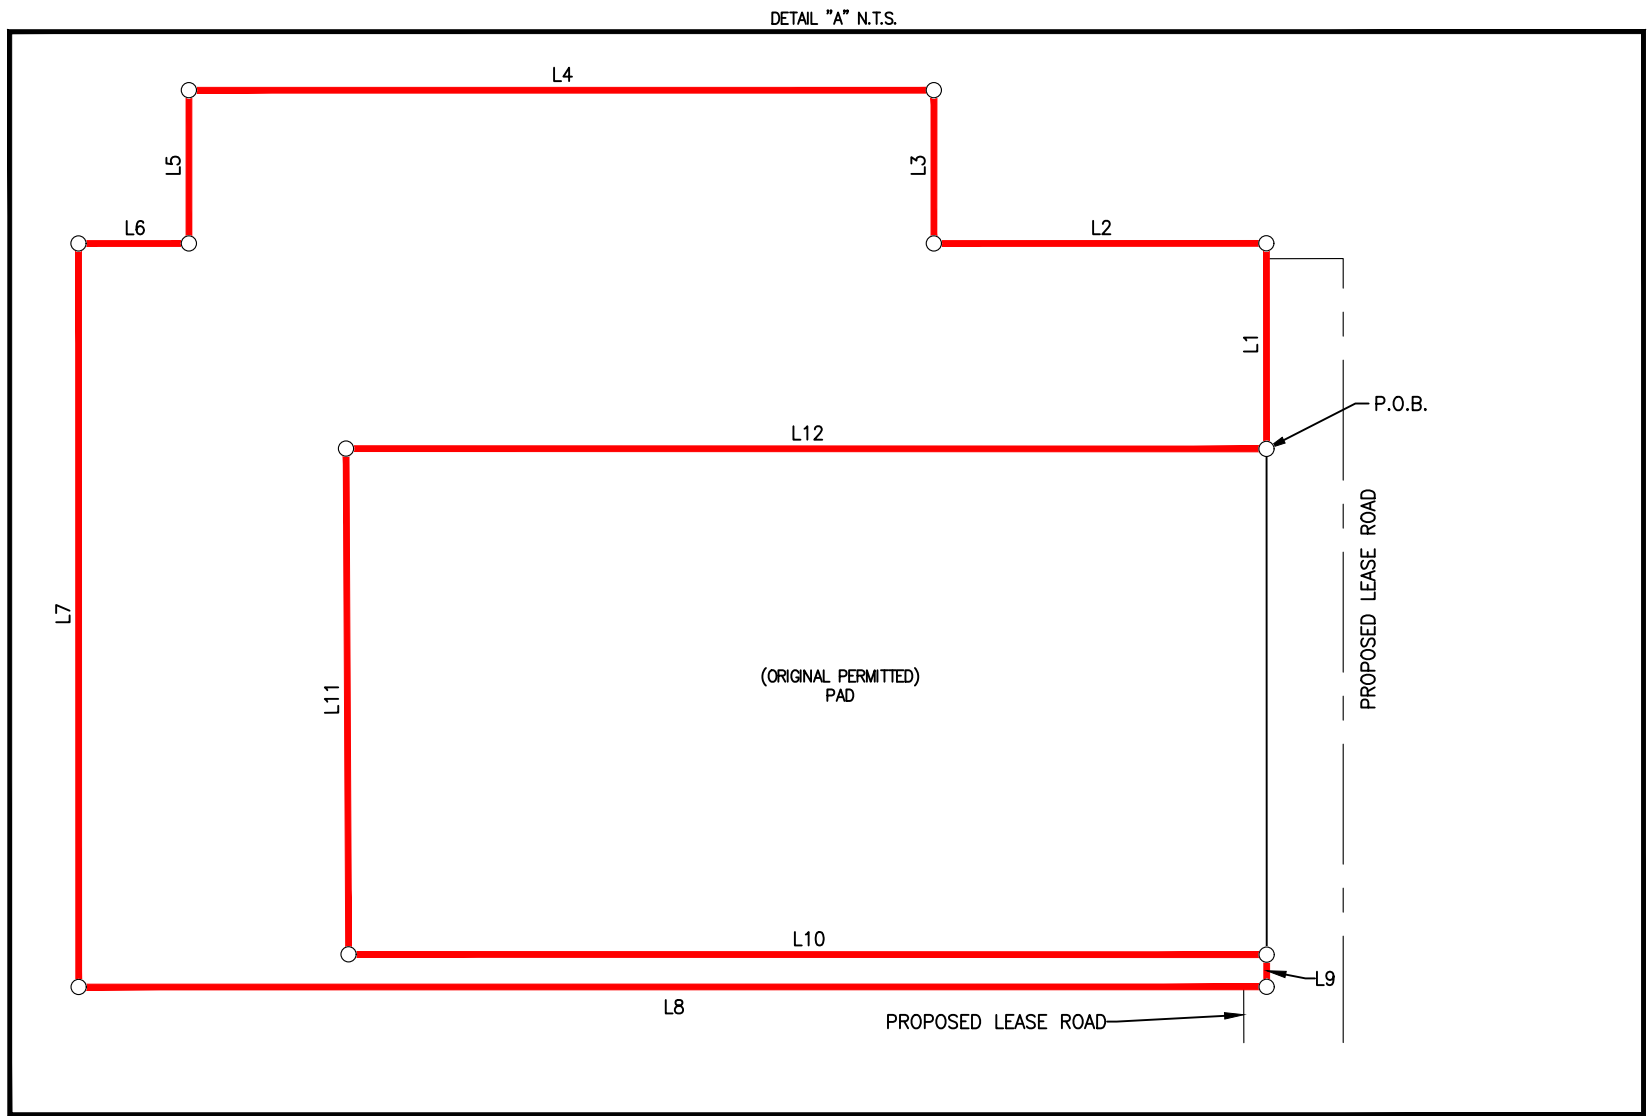 DETAIL "A" N.T.S.
L4
L5
L3
L6
L2
L1
P.O.B.
L12
PROPOSED LEASE ROAD
L7
L11
(ORIGINAL PERMITTED)
PAD
L10
L9
L8
PROPOSED LEASE ROAD